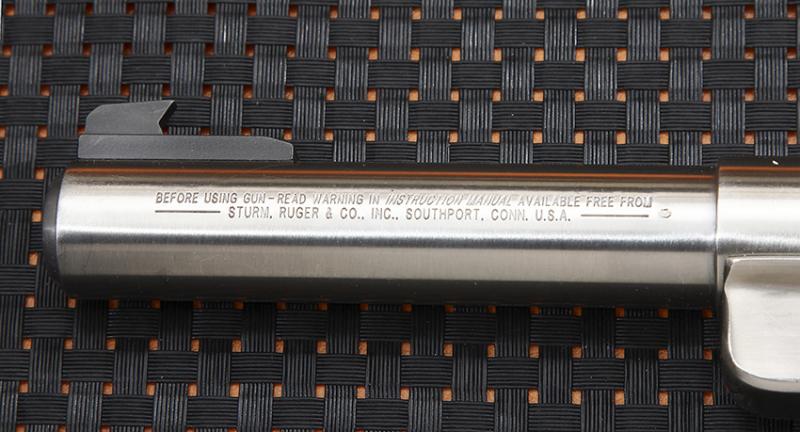 BEFORE USING GUN-READ WARNING IN INSTRUCTION MANUAL AVAILABLE FREE FROM
STURM, RUGER & CO., INC., SOUTHPORT, CONN. U.S.A.